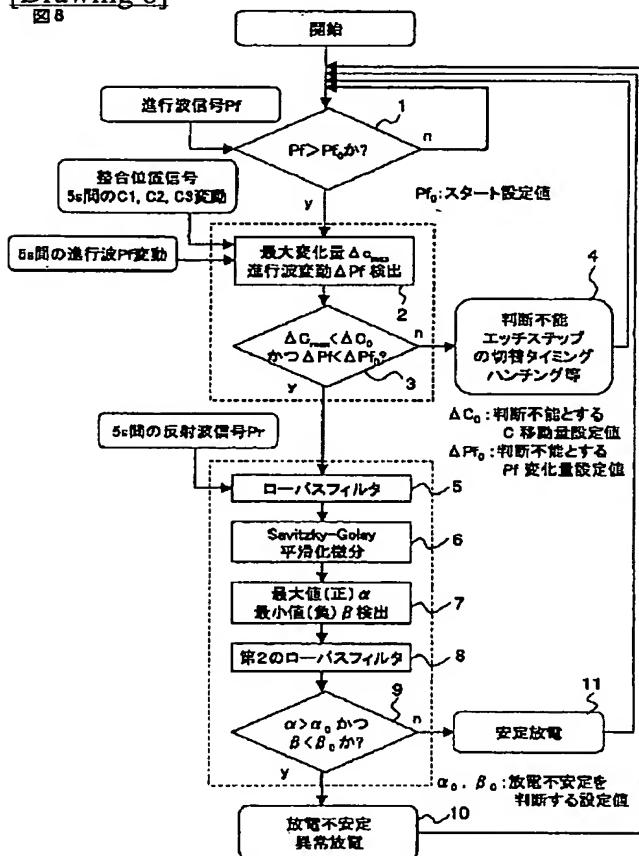 [Drawing 8]
図8
開始
進行波信号Pf
1
Pf>Pf₀か?
n
整合位置信号
5s間のC1, C2, C3変動
y
Pf₀:スタート設定値
5s間の進行波Pf変動
最大変化量ΔCmax
進行波変動ΔPf検出
2
4
判断不能
エッチステップ
の切替タイミング
ハンチング等
ΔCmax<ΔC₀
かつΔPf<ΔPf₀?
n
3
y
ΔC₀:判断不能とする
C移動量設定値
ΔPf₀:判断不能とする
Pf変化量設定値
5s間の反射波信号Pr
ローパスフィルタ
5
Savitzky-Golay
平滑化微分
6
最大値(正)α
最小値(負)β検出
7
第2のローパスフィルタ
8
9
11
α>α₀かつ
β<β₀か?
n
安定放電
y
α₀, β₀:放電不安定を
判断する設定値
10
放電不安定
異常放電